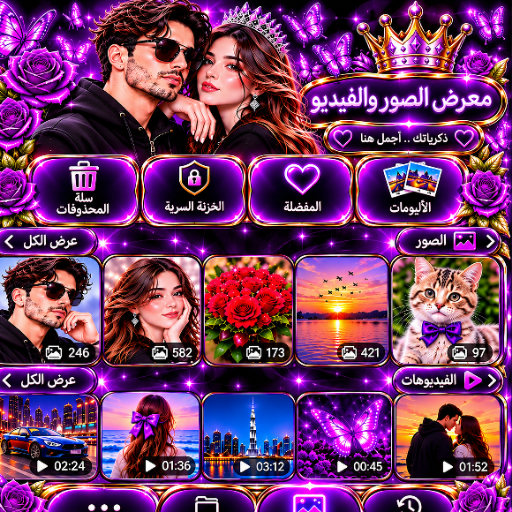 معرض الصور والفيديو
ذكرياتك .. أجمل هنا
الألبومات
المفضلة
الخزنة السرية
سلة
المحذوفات
الصور
عرض الكل
246
582
173
421
97
الفيديوهات
عرض الكل
02:24
01:36
03:12
00:45
01:52